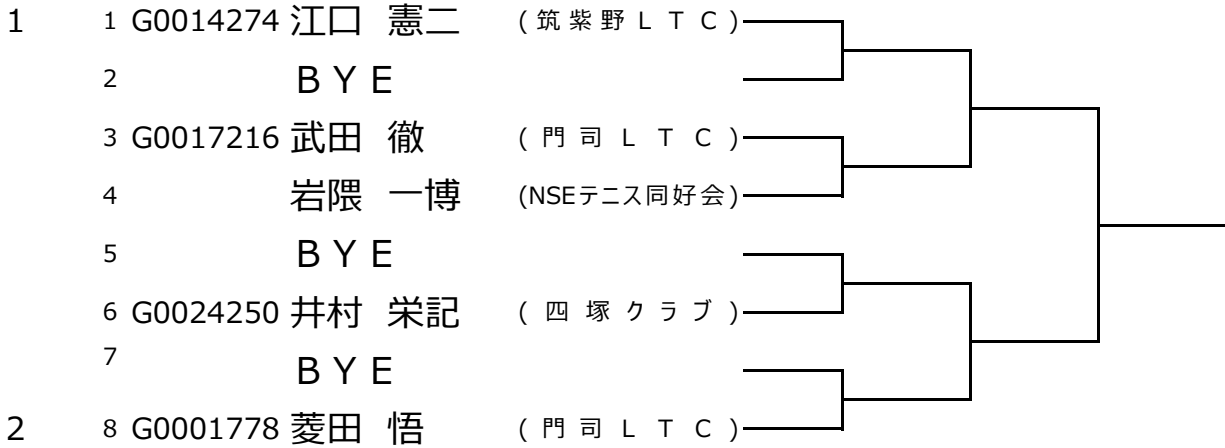 1 1 G0014274 江口 憲二 (筑紫野LTC)
2 BYE
3 G0017216 武田 徹 (門司LTC)
4 岩隈 一博 (NSEテニス同好会)
5 BYE
6 G0024250 井村 栄記 (四塚クラブ)
7 BYE
2 8 G0001778 菱田 悟 (門司LTC)